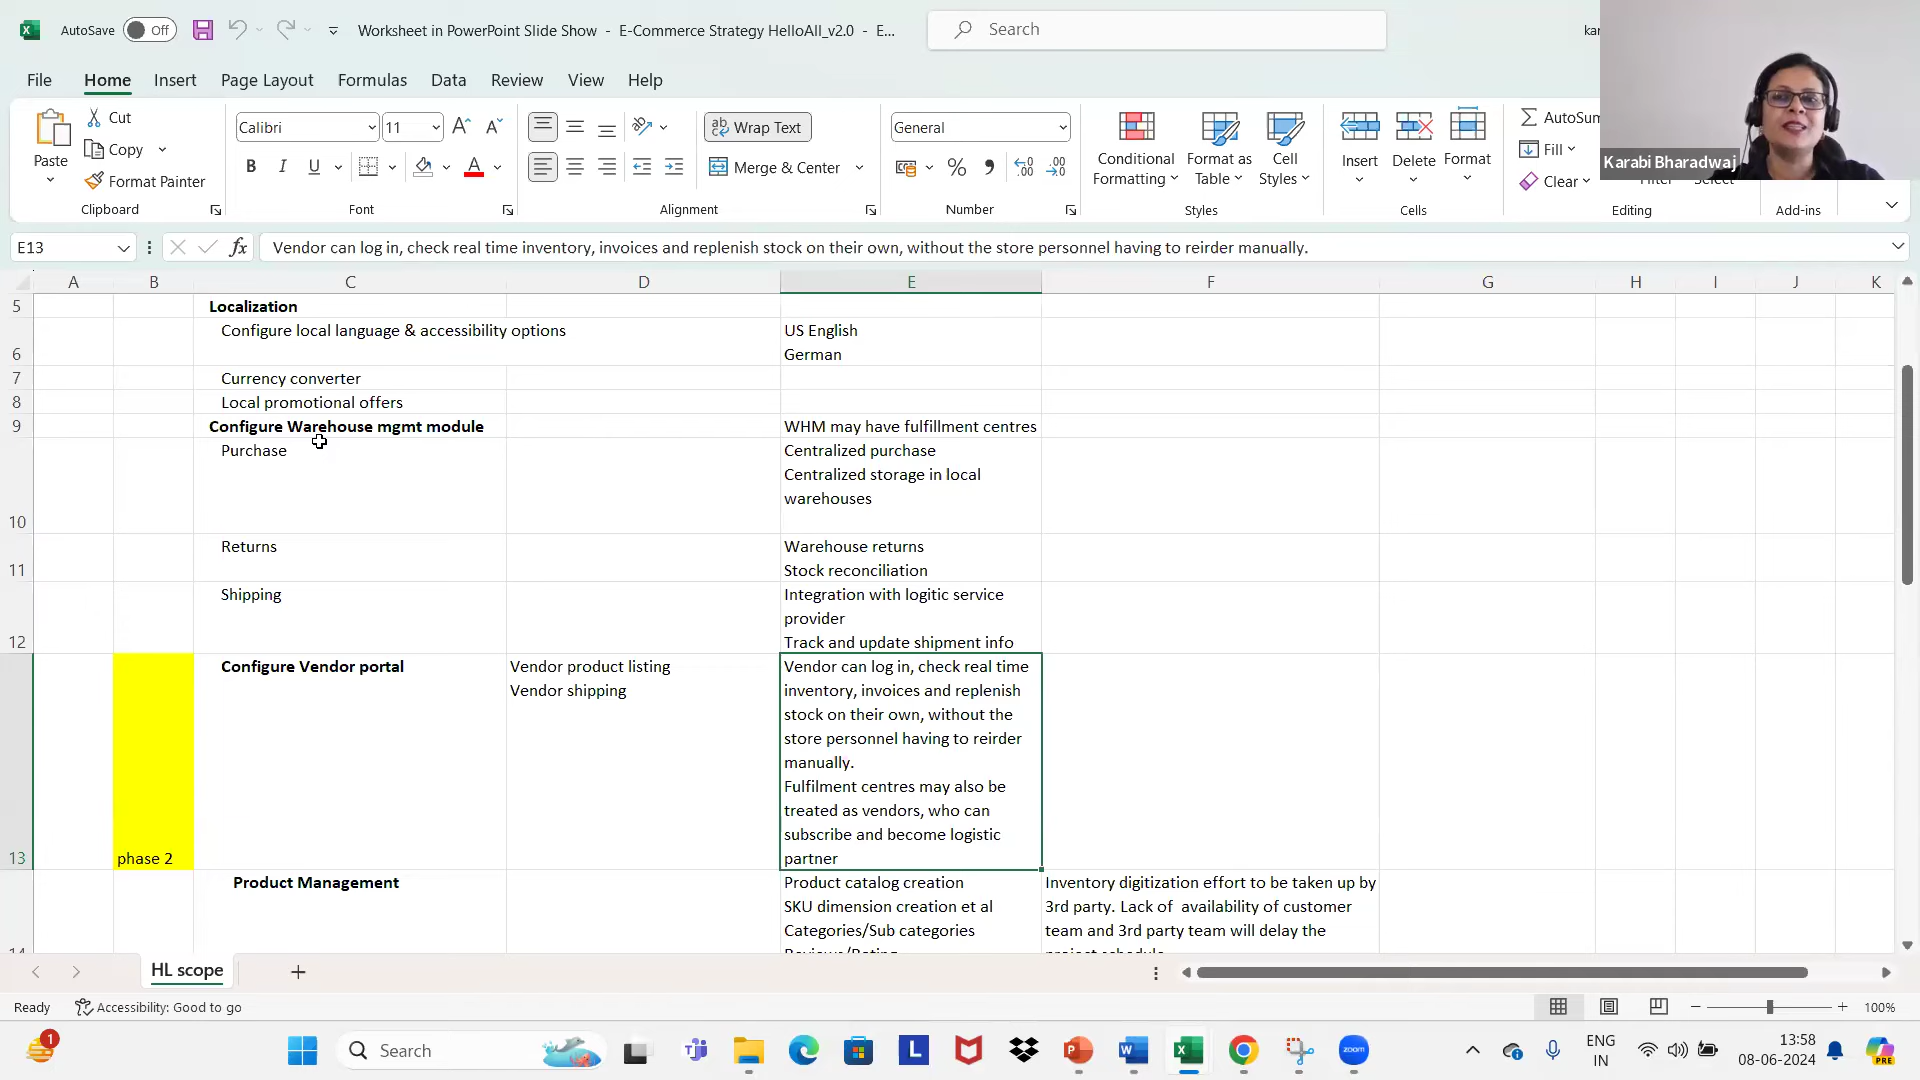 AutoSave Off Worksheet in PowerPoint Slide Show - E-Commerce Strategy HelloAll_v2.0 - E... Search
File Home Insert Page Layout Formulas Data Review View Help
Paste
Cut
Copy
Format Painter
Clipboard
Calibri 11
B I U
Font
Wrap Text
Merge & Center
Alignment
General
Number
Conditional Formatting
Format as Table
Cell Styles
Styles
Insert Delete Format
Cells
AutoSum
Fill
Clear
Editing
Add-ins
Karabi Bharadwaj
E13 fx Vendor can log in, check real time inventory, invoices and replenish stock on their own, without the store personnel having to reirder manually.
A B C D E F G H I J K
5 Localization
6 Configure local language & accessibility options US English
German
7 Currency converter
8 Local promotional offers
9 Configure Warehouse mgmt module WHM may have fulfillment centres
10 Purchase Centralized purchase
Centralized storage in local
warehouses
11 Returns Warehouse returns
Stock reconciliation
12 Shipping Integration with logitic service
provider
Track and update shipment info
13 phase 2 Configure Vendor portal Vendor product listing
Vendor shipping
Vendor can log in, check real time
inventory, invoices and replenish
stock on their own, without the
store personnel having to reirder
manually.
Fulfilment centres may also be
treated as vendors, who can
subscribe and become logistic
partner
14 Product Management Product catalog creation
SKU dimension creation et al
Categories/Sub categories
Reviews/Rating
Inventory digitization effort to be taken up by
3rd party. Lack of availability of customer
team and 3rd party team will delay the
project schedule
HL scope
Ready Accessibility: Good to go 100%
1 Search ENG
IN
13:58
08-06-2024
zoom
PRE